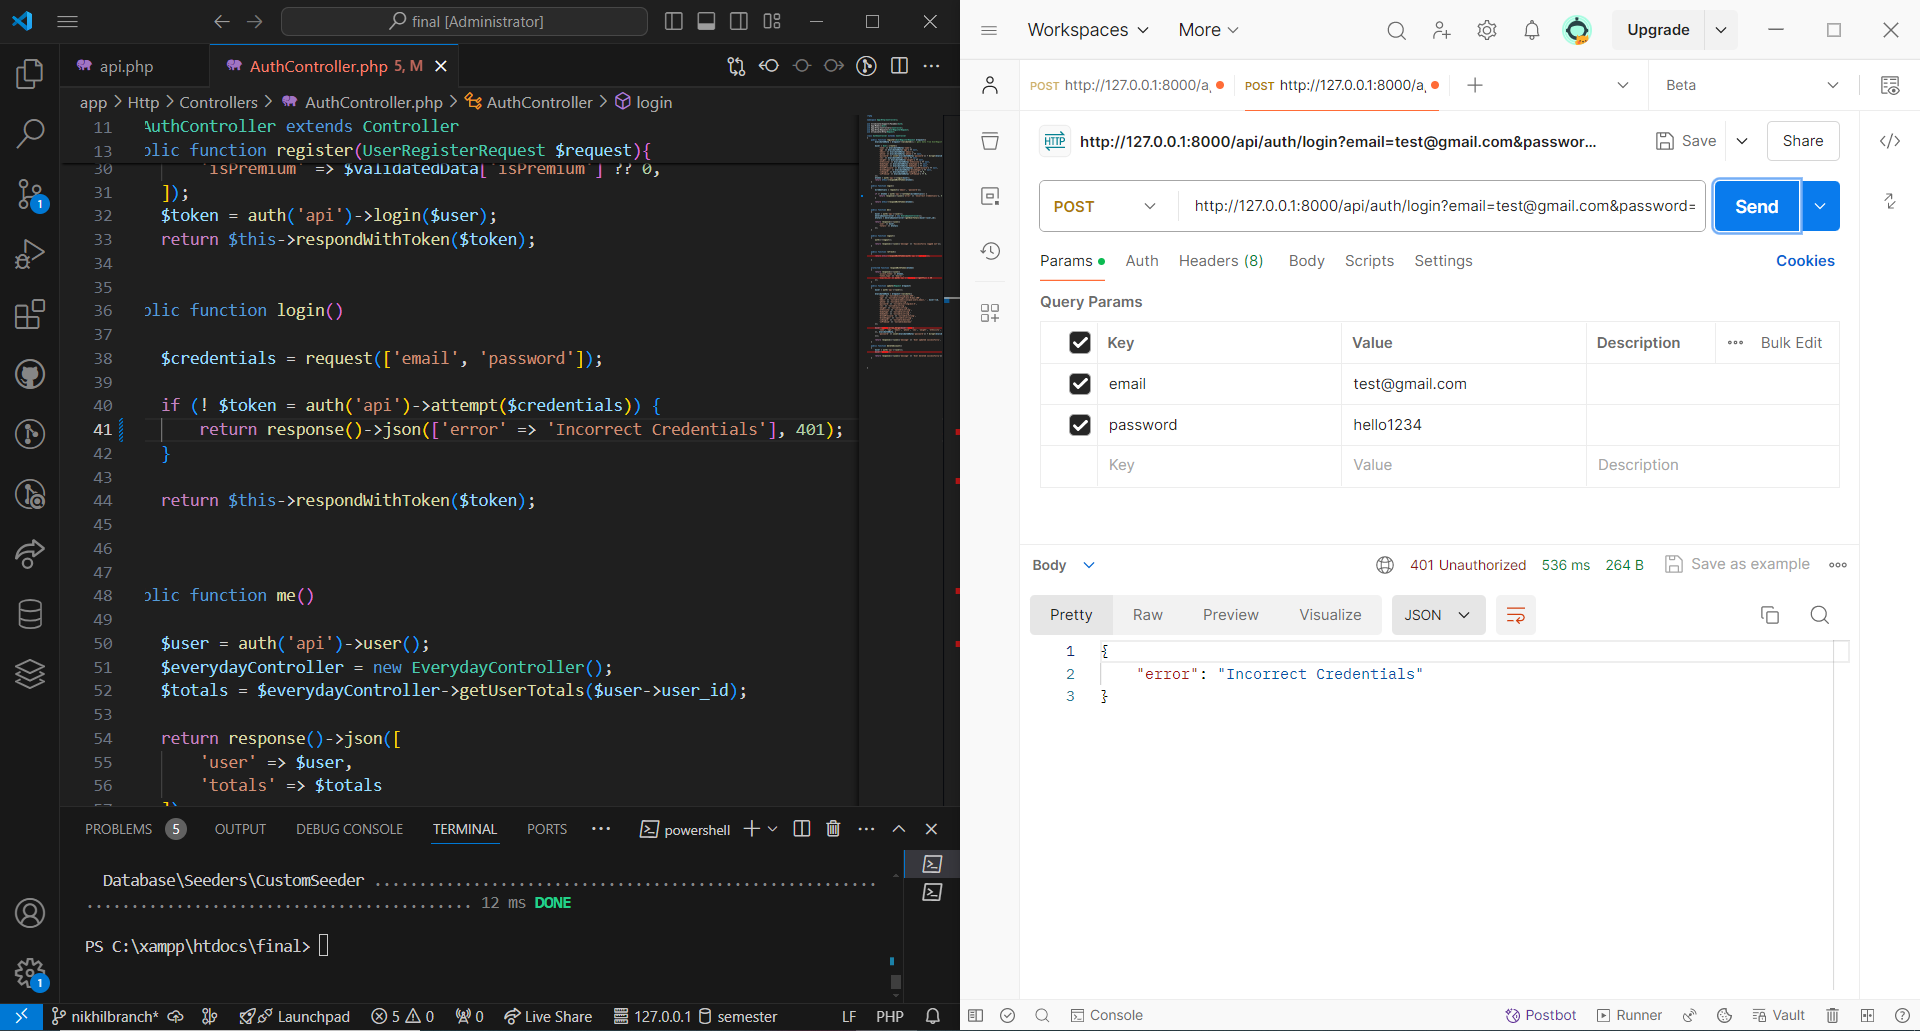 final [Administrator]
api.php
AuthController.php 5, M
app > Http > Controllers > AuthController.php > AuthController > login
11 AuthController extends Controller
13 blic function register(UserRegisterRequest $request){
30 'isPremium' => $validatedData['isPremium'] ?? 0,
31 ]);
32 $token = auth('api')->login($user);
33 return $this->respondWithToken($token);
34
35
36 blic function login()
37
38 $credentials = request(['email', 'password']);
39
40 if (! $token = auth('api')->attempt($credentials)) {
41 return response()->json(['error' => 'Incorrect Credentials'], 401);
42 }
43
44 return $this->respondWithToken($token);
45
46
47
48 blic function me()
49
50 $user = auth('api')->user();
51 $everydayController = new EverydayController();
52 $totals = $everydayController->getUserTotals($user->user_id);
53
54 return response()->json([
55 'user' => $user,
56 'totals' => $totals
57 ])
PROBLEMS 5 OUTPUT DEBUG CONSOLE TERMINAL PORTS ... powershell
Database\Seeders\CustomSeeder ........................................................
........................................... 12 ms DONE
PS C:\xampp\htdocs\final>
1
1
nikhilbranch* Launchpad 5 0 0 Live Share 127.0.0.1 semester LF PHP
Workspaces More Upgrade
POST http://127.0.0.1:8000/a, POST http://127.0.0.1:8000/a, Beta
HTTP http://127.0.0.1:8000/api/auth/login?email=test@gmail.com&passwor... Save Share
POST http://127.0.0.1:8000/api/auth/login?email=test@gmail.com&password= Send
Params Auth Headers (8) Body Scripts Settings Cookies
Query Params
Key Value Description Bulk Edit
email test@gmail.com
password hello1234
Key Value Description
Body 401 Unauthorized 536 ms 264 B Save as example
Pretty Raw Preview Visualize JSON
1 {
2 "error": "Incorrect Credentials"
3 }
Console Postbot Runner Vault